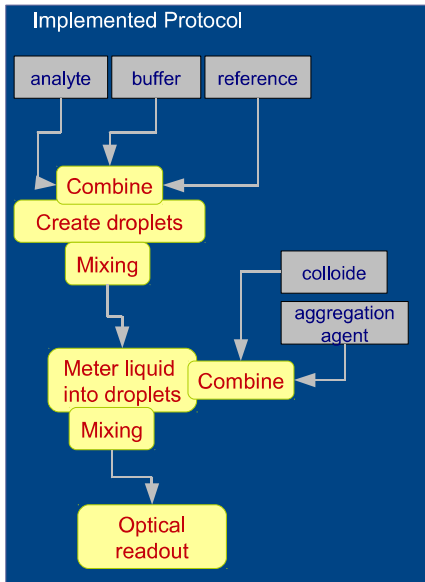 Implemented Protocol
analyte
buffer
reference
Combine
Create droplets
Mixing
colloide
aggregation
agent
Meter liquid
into droplets
Combine
Mixing
Optical
readout